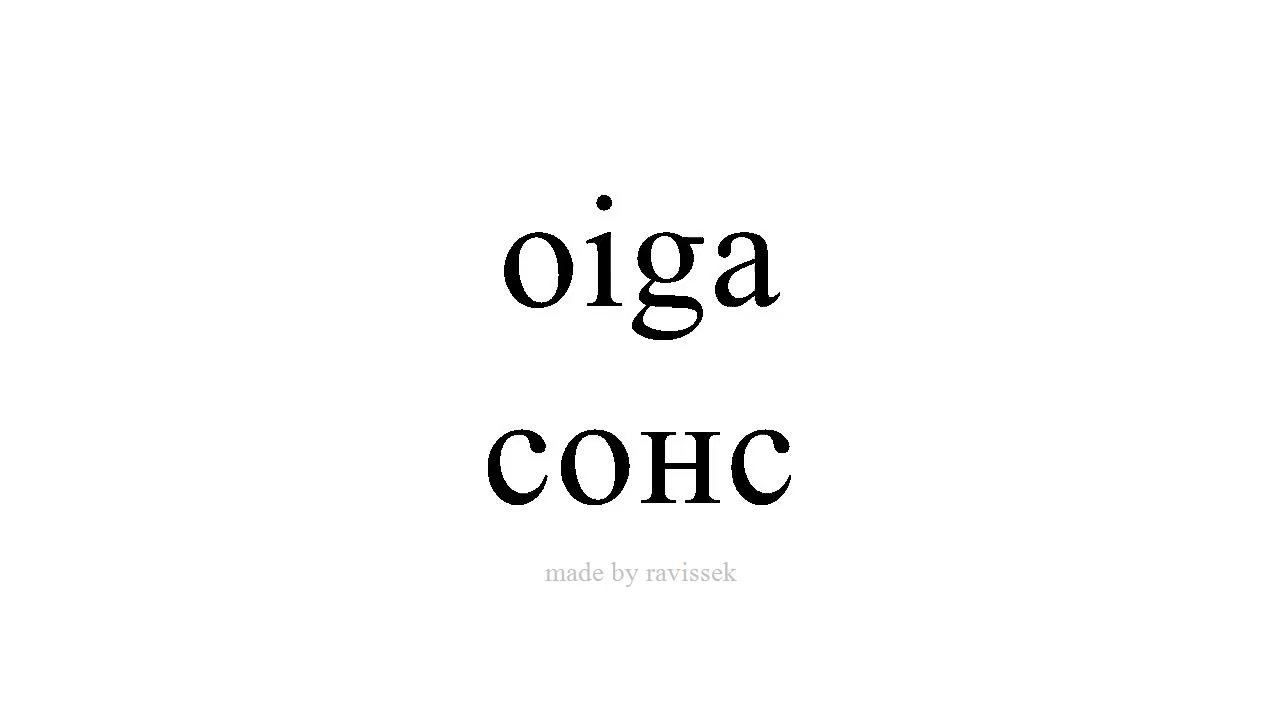 oiga
сонс
made by ravissek